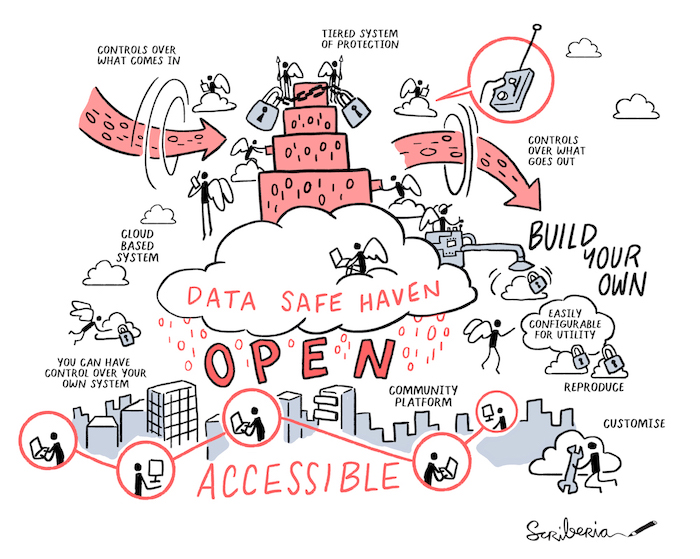 CONTROLS OVER
WHAT COMES IN
TIERED SYSTEM
OF PROTECTION
CONTROLS
OVER WHAT
GOES OUT
CLOUD
BASED
SYSTEM
BUILD
YOUR
OWN
DATA SAFE HAVEN
EASILY
CONFIGURABLE
FOR UTILITY
OPEN
YOU CAN HAVE
CONTROL OVER YOUR
OWN SYSTEM
REPRODUCE
COMMUNITY
PLATFORM
CUSTOMISE
ACCESSIBLE
Scriberia